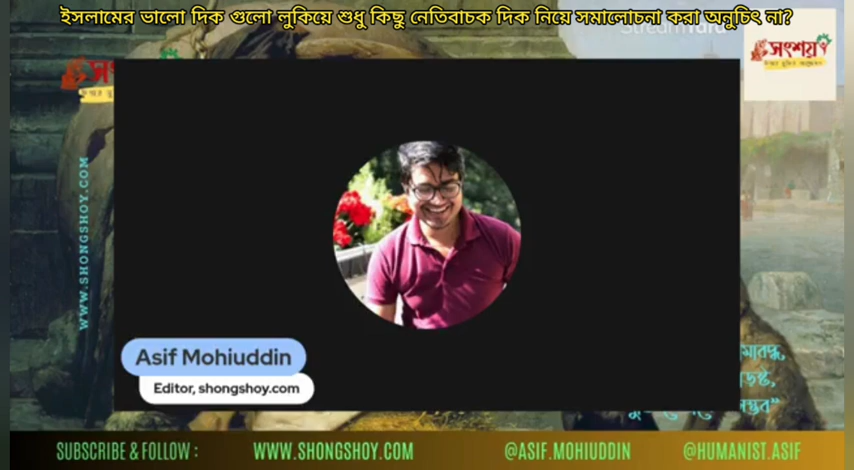 ইসলামের ভালো দিক গুলো লুকিয়ে শুধু কিছু নেতিবাচক দিক নিয়ে সমালোচনা করা অনুচিৎ না?
StreamYard
সংশয়
WWW.SHONGSHOY.COM
Asif Mohiuddin
Editor, shongshoy.com
SUBSCRIBE & FOLLOW :
WWW.SHONGSHOY.COM
@ASIF.MOHIUDDIN
@HUMANIST.ASIF